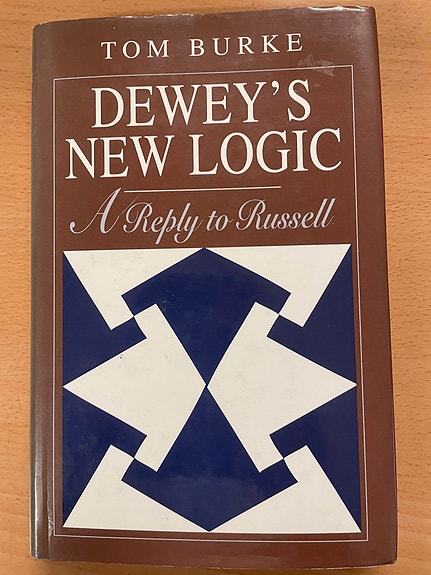 TOM BURKE
DEWEY'S
NEW LOGIC
A Reply to Russell